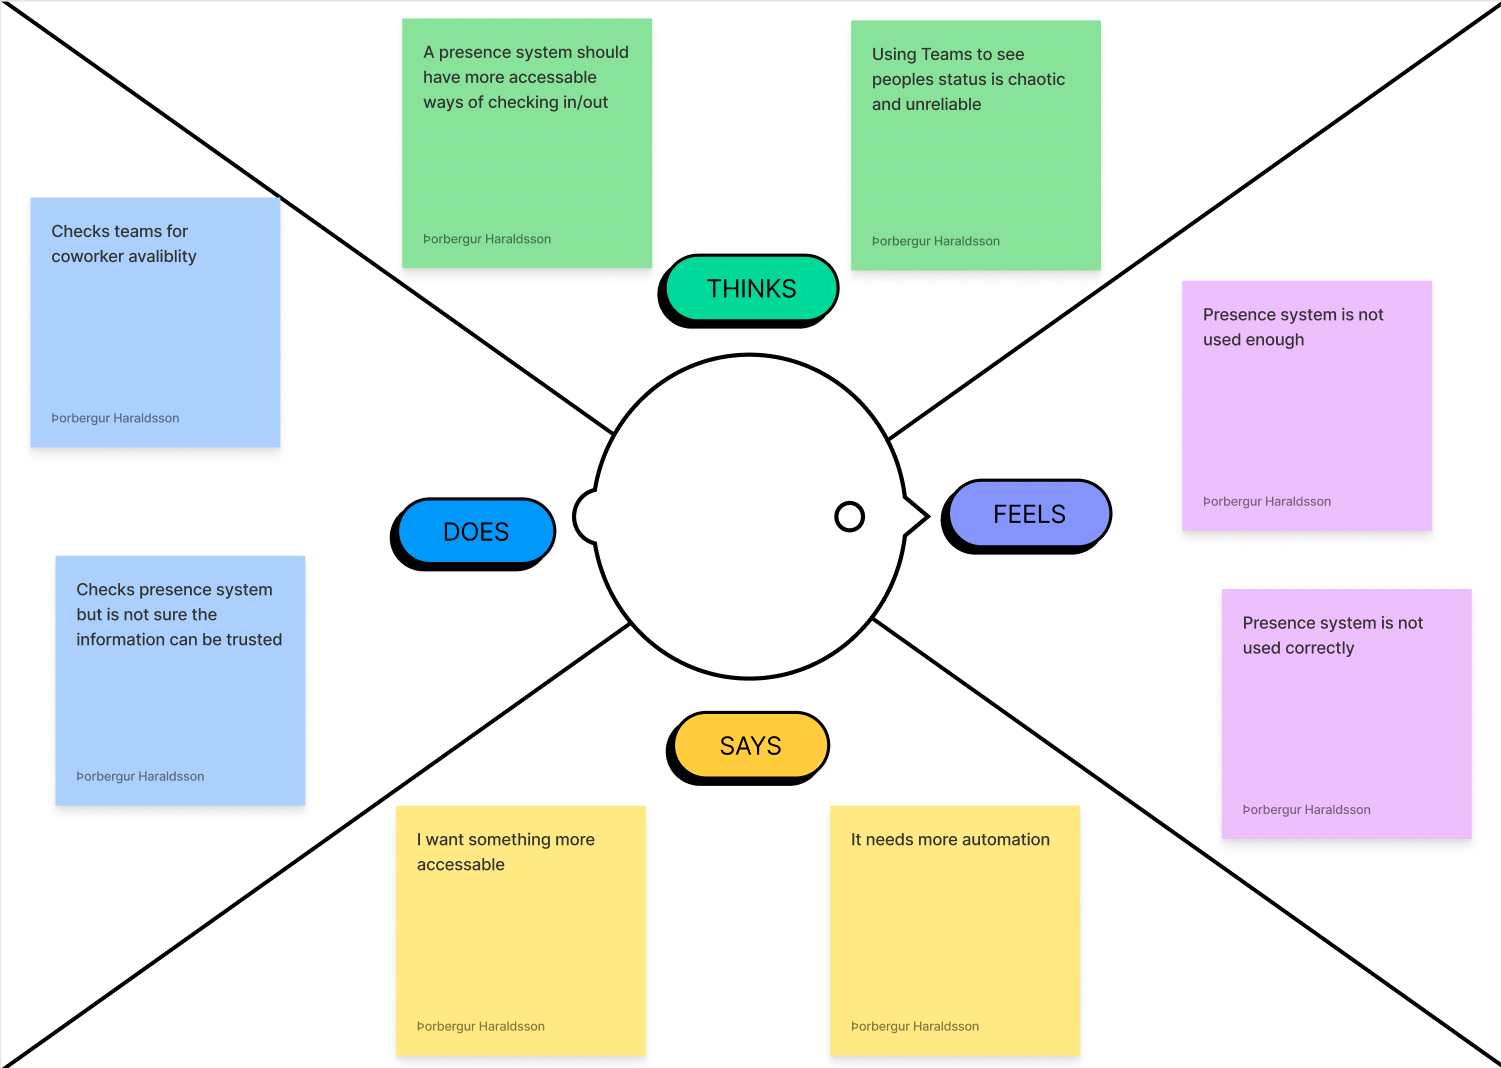 A presence system should
have more accessable
ways of checking in/out
Þorbergur Haraldsson
Using Teams to see
peoples status is chaotic
and unreliable
Þorbergur Haraldsson
THINKS
Checks teams for
coworker avaliblity
Þorbergur Haraldsson
Presence system is not
used enough
Þorbergur Haraldsson
DOES
FEELS
Checks presence system
but is not sure the
information can be trusted
Þorbergur Haraldsson
Presence system is not
used correctly
Þorbergur Haraldsson
SAYS
I want something more
accessable
Þorbergur Haraldsson
It needs more automation
Þorbergur Haraldsson